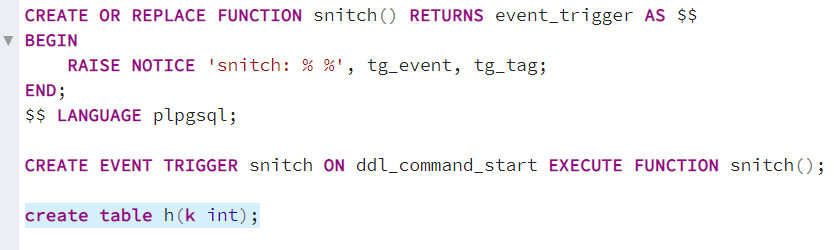 CREATE OR REPLACE FUNCTION snitch() RETURNS event_trigger AS $$
BEGIN
    RAISE NOTICE 'snitch: % %', tg_event, tg_tag;
END;
$$ LANGUAGE plpgsql;
CREATE EVENT TRIGGER snitch ON ddl_command_start EXECUTE FUNCTION snitch();
create table h(k int);